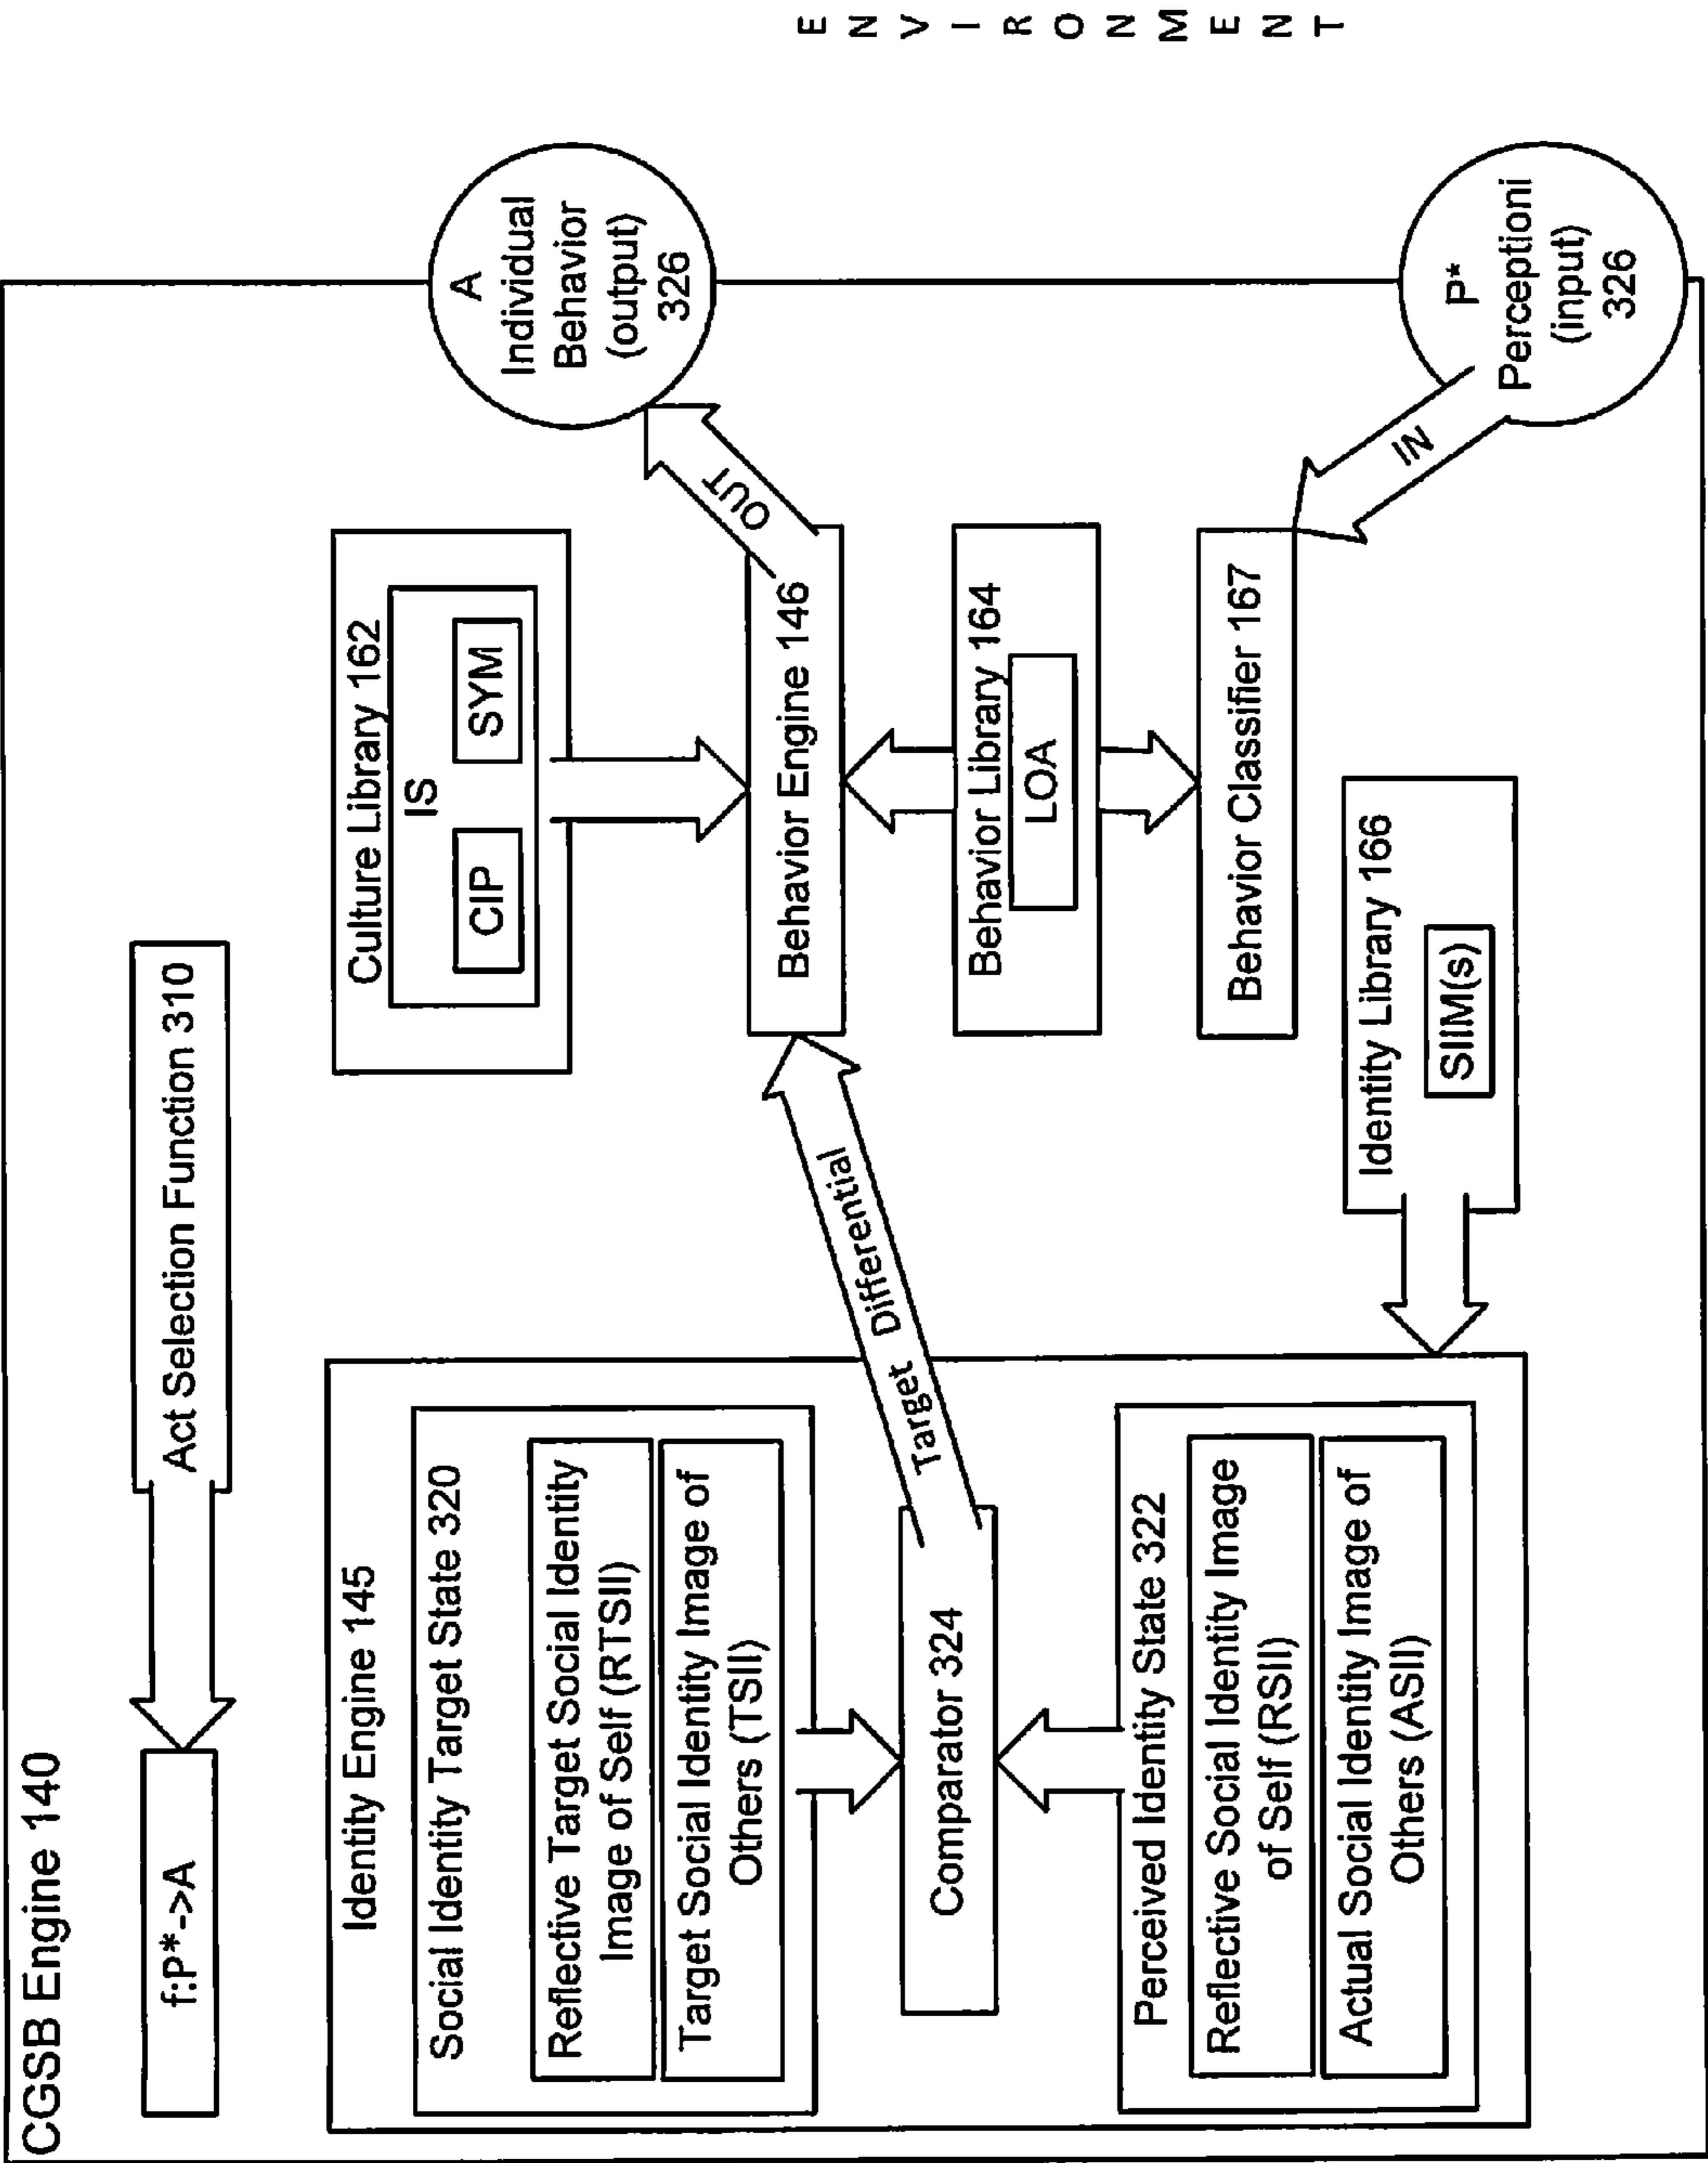 CGSB Engine 140
f:P*->A
Act Selection Function 310
Identity Engine 145
Social Identity Target State 320
Reflective Target Social Identity
Image of Self (RTSII)
Target Social Identity Image of
Others (TSII)
Comparator 324
Perceived Identity State 322
Reflective Social Identity Image
of Self (RSII)
Actual Social Identity Image of
Others (ASII)
Target Differential
Culture Library 162
IS
CIP
SYM
Behavior Engine 146
Behavior Library 164
LOA
Behavior Classifier 167
Identity Library 166
SIIM(s)
OUT
A
Individual
Behavior
(output)
326
IN
P*
Perceptioni
(input)
326
E
N
V
I
R
O
N
M
E
N
T